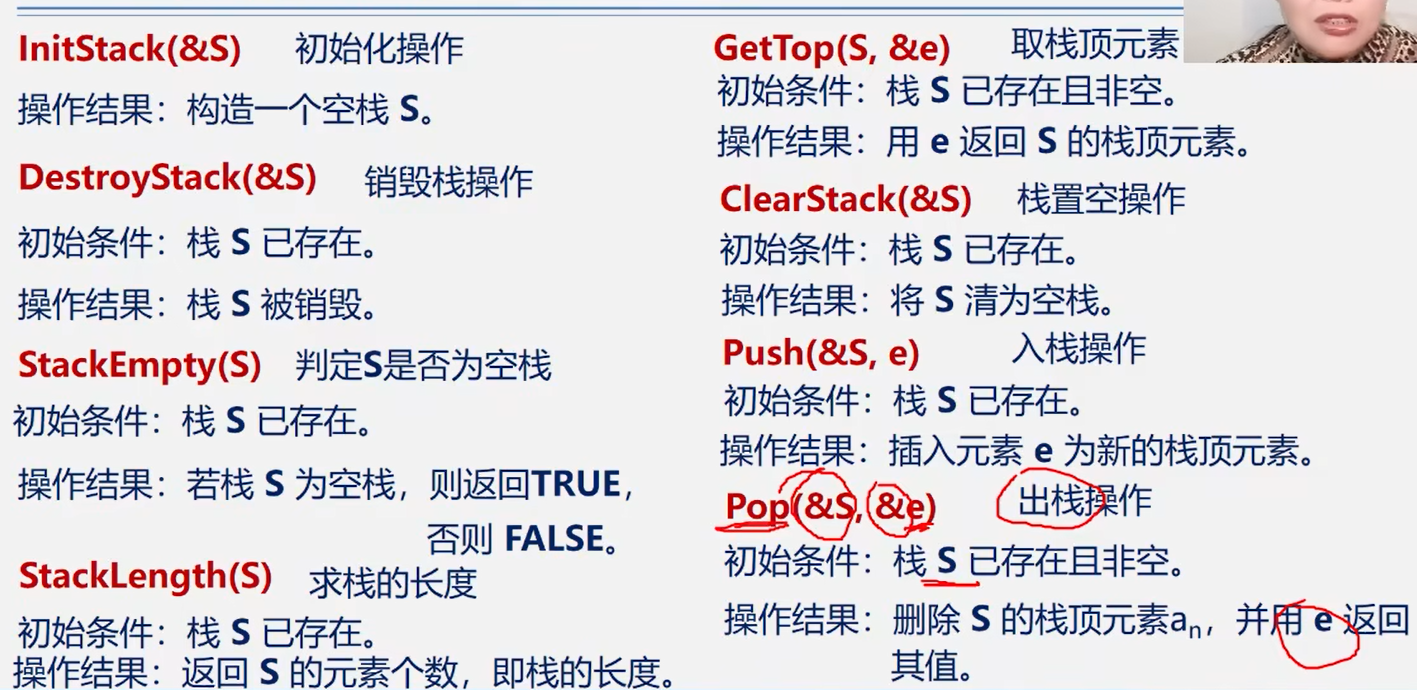 InitStack(&S) 初始化操作
操作结果：构造一个空栈 S。
DestroyStack(&S) 销毁栈操作
初始条件：栈 S 已存在。
操作结果：栈 S 被销毁。
StackEmpty(S) 判定S是否为空栈
初始条件：栈 S 已存在。
操作结果：若栈 S 为空栈，则返回TRUE，
否则 FALSE。
StackLength(S) 求栈的长度
初始条件：栈 S 已存在。
操作结果：返回 S 的元素个数，即栈的长度。
GetTop(S, &e) 取栈顶元素
初始条件：栈 S 已存在且非空。
操作结果：用 e 返回 S 的栈顶元素。
ClearStack(&S) 栈置空操作
初始条件：栈 S 已存在。
操作结果：将 S 清为空栈。
Push(&S, e) 入栈操作
初始条件：栈 S 已存在。
操作结果：插入元素 e 为新的栈顶元素。
Pop(&S, &e) 出栈操作
初始条件：栈 S 已存在且非空。
操作结果：删除 S 的栈顶元素aₙ，并用 e 返回
其值。